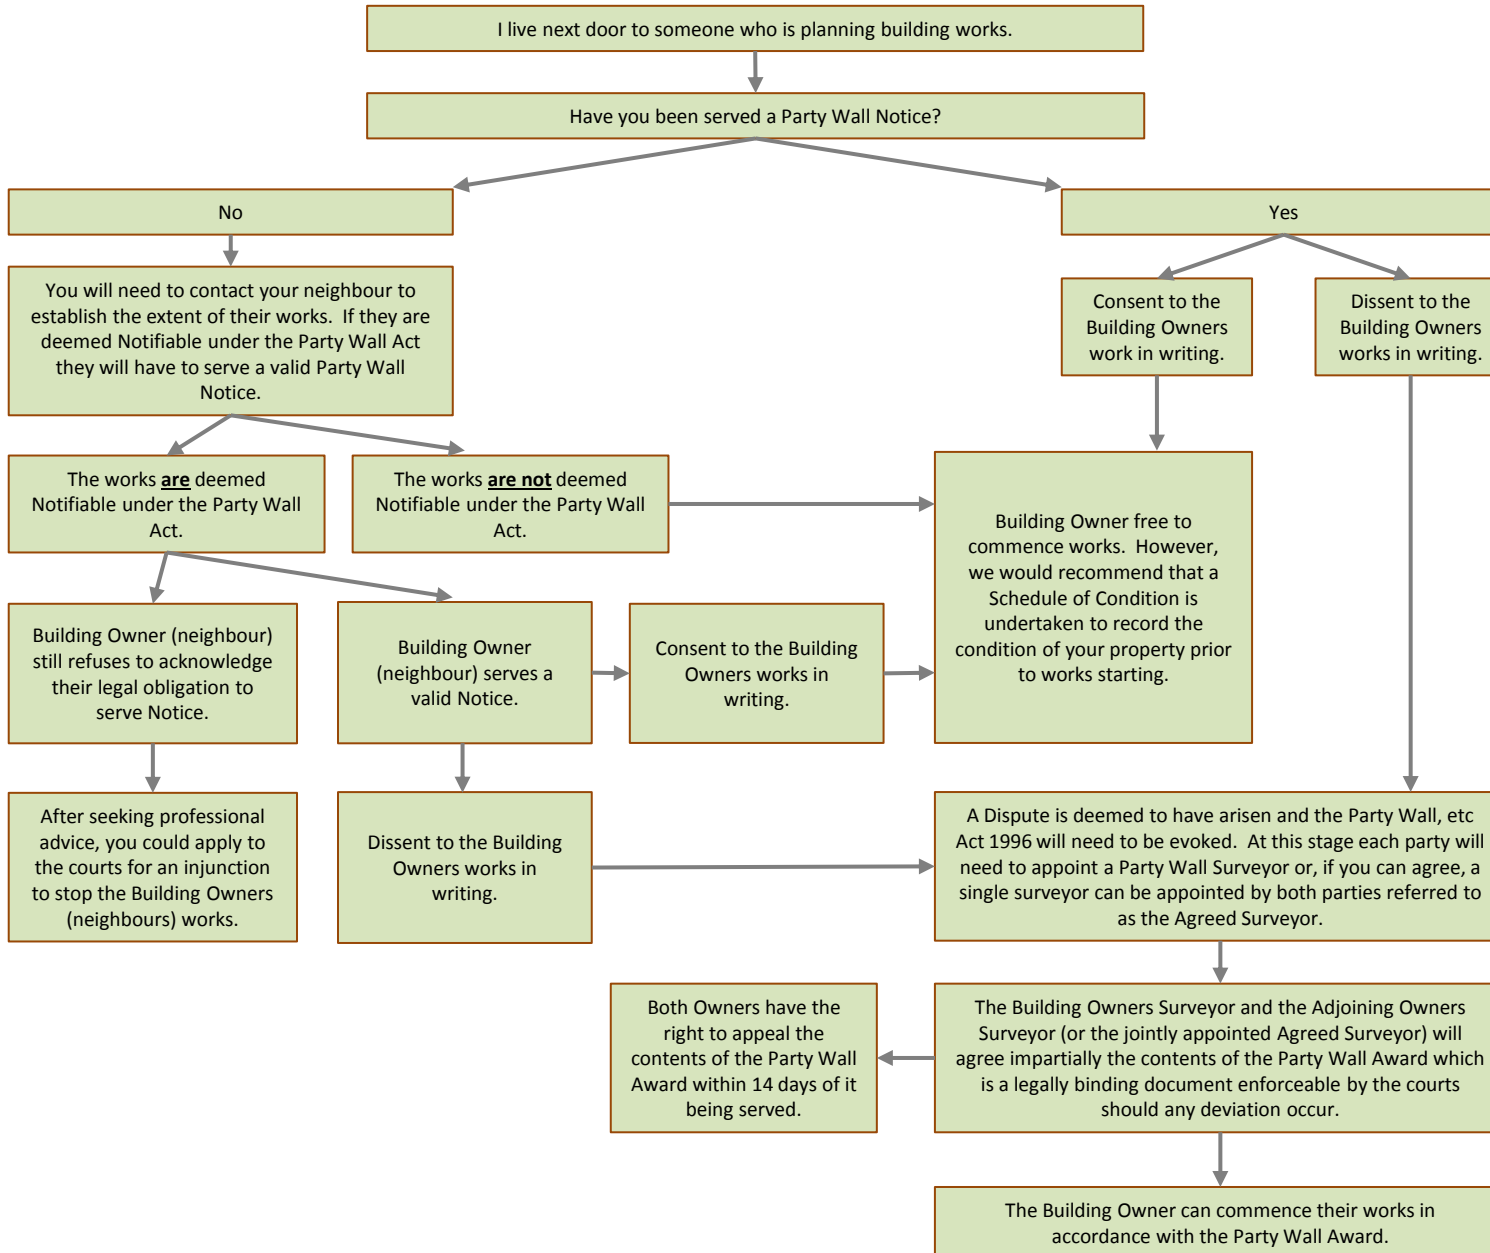 I live next door to someone who is planning building works.
Have you been served a Party Wall Notice?
No
Yes
You will need to contact your neighbour to
establish the extent of their works.  If they are
deemed Notifiable under the Party Wall Act
they will have to serve a valid Party Wall
Notice.
Consent to the
Building Owners
work in writing.
Dissent to the
Building Owners
works in writing.
The works are deemed
Notifiable under the Party Wall
Act.
The works are not deemed
Notifiable under the Party Wall
Act.
Building Owner free to
commence works.  However,
we would recommend that a
Schedule of Condition is
undertaken to record the
condition of your property prior
to works starting.
Building Owner (neighbour)
still refuses to acknowledge
their legal obligation to
serve Notice.
Building Owner
(neighbour) serves a
valid Notice.
Consent to the Building
Owners works in
writing.
After seeking professional
advice, you could apply to
the courts for an injunction
to stop the Building Owners
(neighbours) works.
Dissent to the Building
Owners works in
writing.
A Dispute is deemed to have arisen and the Party Wall, etc
Act 1996 will need to be evoked.  At this stage each party will
need to appoint a Party Wall Surveyor or, if you can agree, a
single surveyor can be appointed by both parties referred to
as the Agreed Surveyor.
Both Owners have the
right to appeal the
contents of the Party Wall
Award within 14 days of it
being served.
The Building Owners Surveyor and the Adjoining Owners
Surveyor (or the jointly appointed Agreed Surveyor) will
agree impartially the contents of the Party Wall Award which
is a legally binding document enforceable by the courts
should any deviation occur.
The Building Owner can commence their works in
accordance with the Party Wall Award.